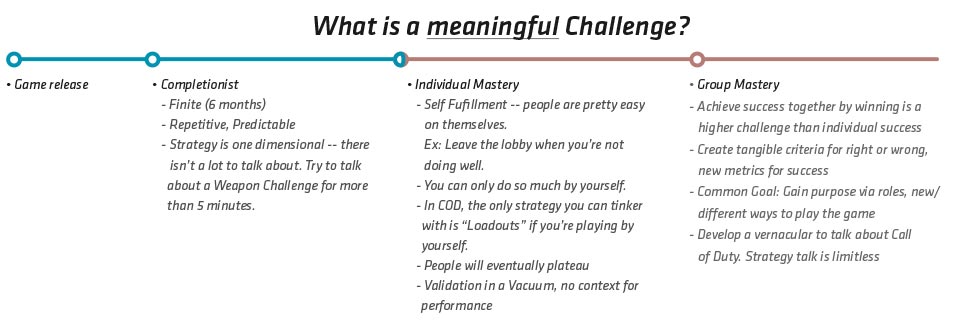 What is a meaningful Challenge?
• Game release
• Completionist
- Finite (6 months)
- Repetitive, Predictable
- Strategy is one dimensional -- there
isn't a lot to talk about. Try to talk
about a Weapon Challenge for more
than 5 minutes.
• Individual Mastery
- Self Fufillment -- people are pretty easy
on themselves.
Ex: Leave the lobby when you're not
doing well.
- You can only do so much by yourself.
- In COD, the only strategy you can tinker
with is "Loadouts" if you're playing by
yourself.
- People will eventually plateau
- Validation in a Vacuum, no context for
performance
• Group Mastery
- Achieve success together by winning is a
higher challenge than individual success
- Create tangible criteria for right or wrong,
new metrics for success
- Common Goal: Gain purpose via roles, new/
different ways to play the game
- Develop a vernacular to talk about Call
of Duty. Strategy talk is limitless